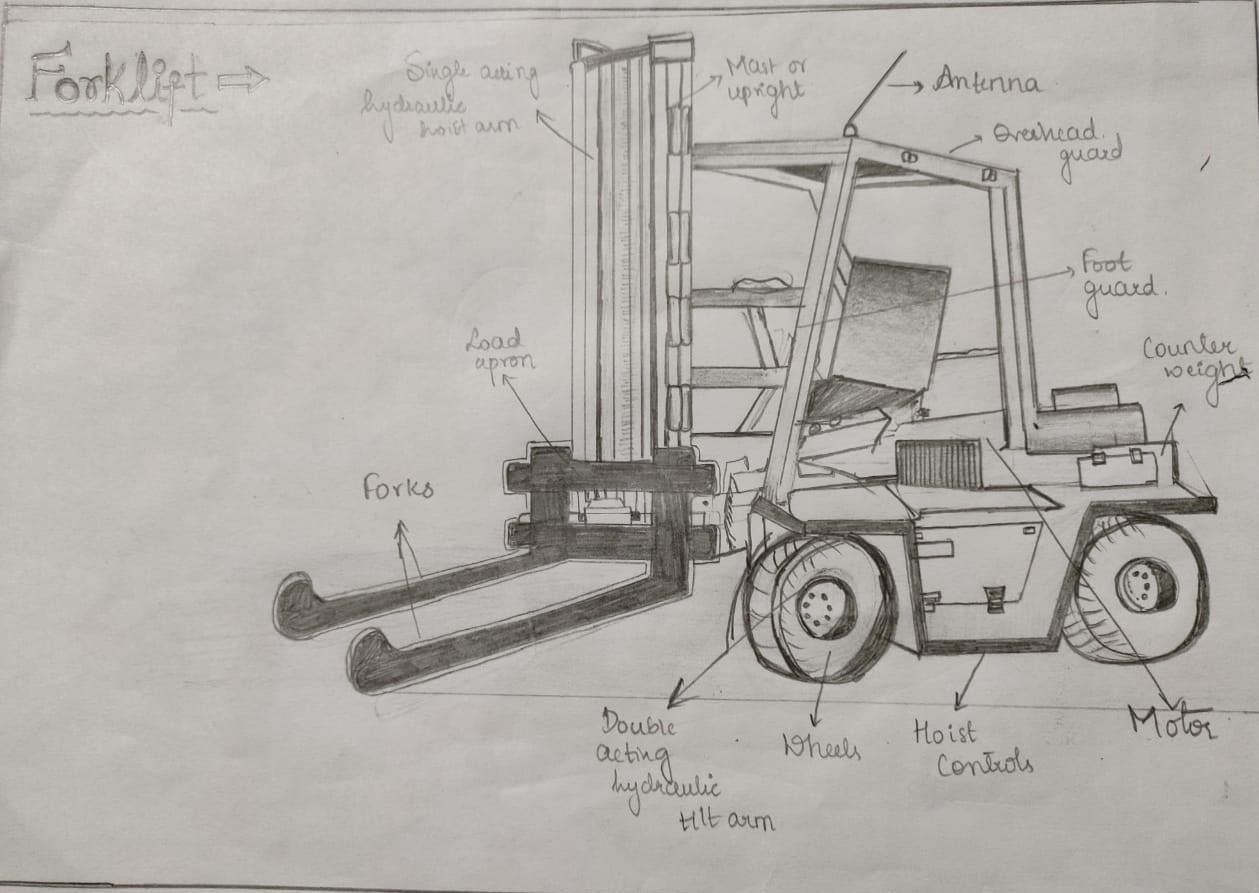 Forklift ⇒
Single acting
hydraulic
hoist arm
Mast or
upright
Antenna
Overhead
guard
Foot
guard.
Counter
weight
Load
apron
Forks
Double
acting
hydraulic
tilt arm
Wheels
Hoist
Controls
Motor